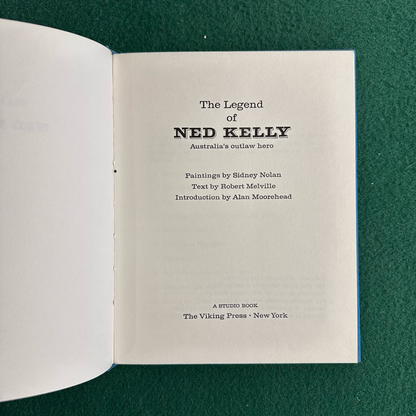 The Legend
of
NED KELLY
Australia's outlaw hero
Paintings by Sidney Nolan
Text by Robert Melville
Introduction by Alan Moorehead
A STUDIO BOOK
The Viking Press • New York